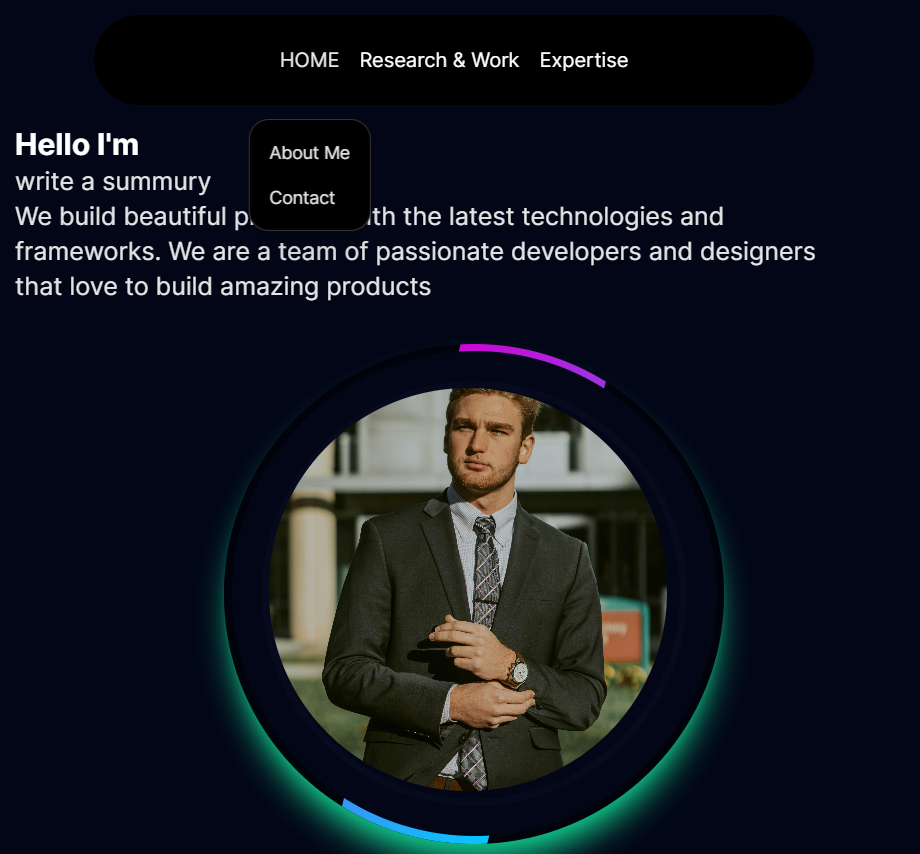 HOME Research & Work Expertise
Hello I'm
About Me
write a summury
Contact
We build beautiful p th the latest technologies and
frameworks. We are a team of passionate developers and designers
that love to build amazing products